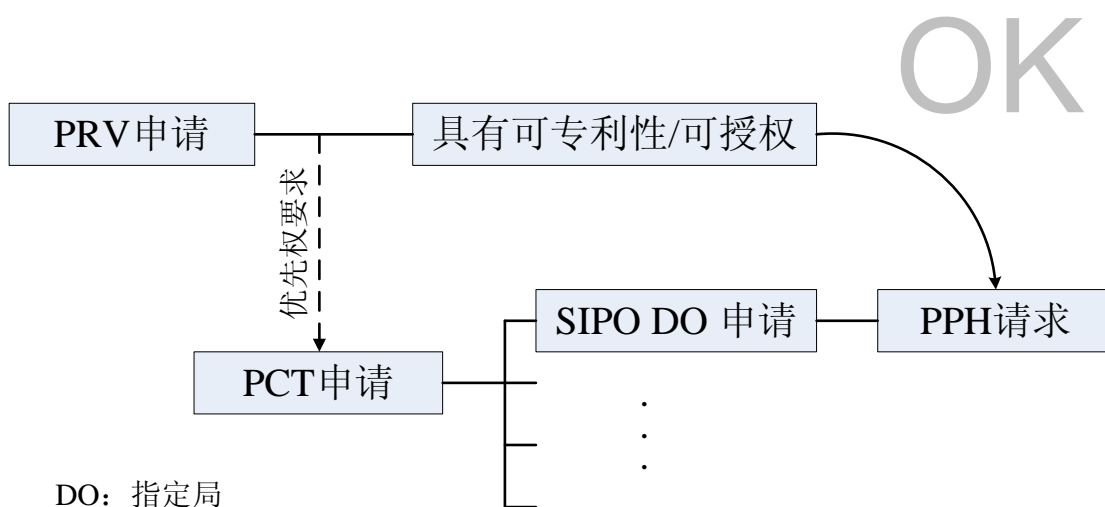 OK
PRV申请
具有可专利性/可授权
优先权要求
SIPO DO 申请
PPH请求
PCT申请
DO：指定局